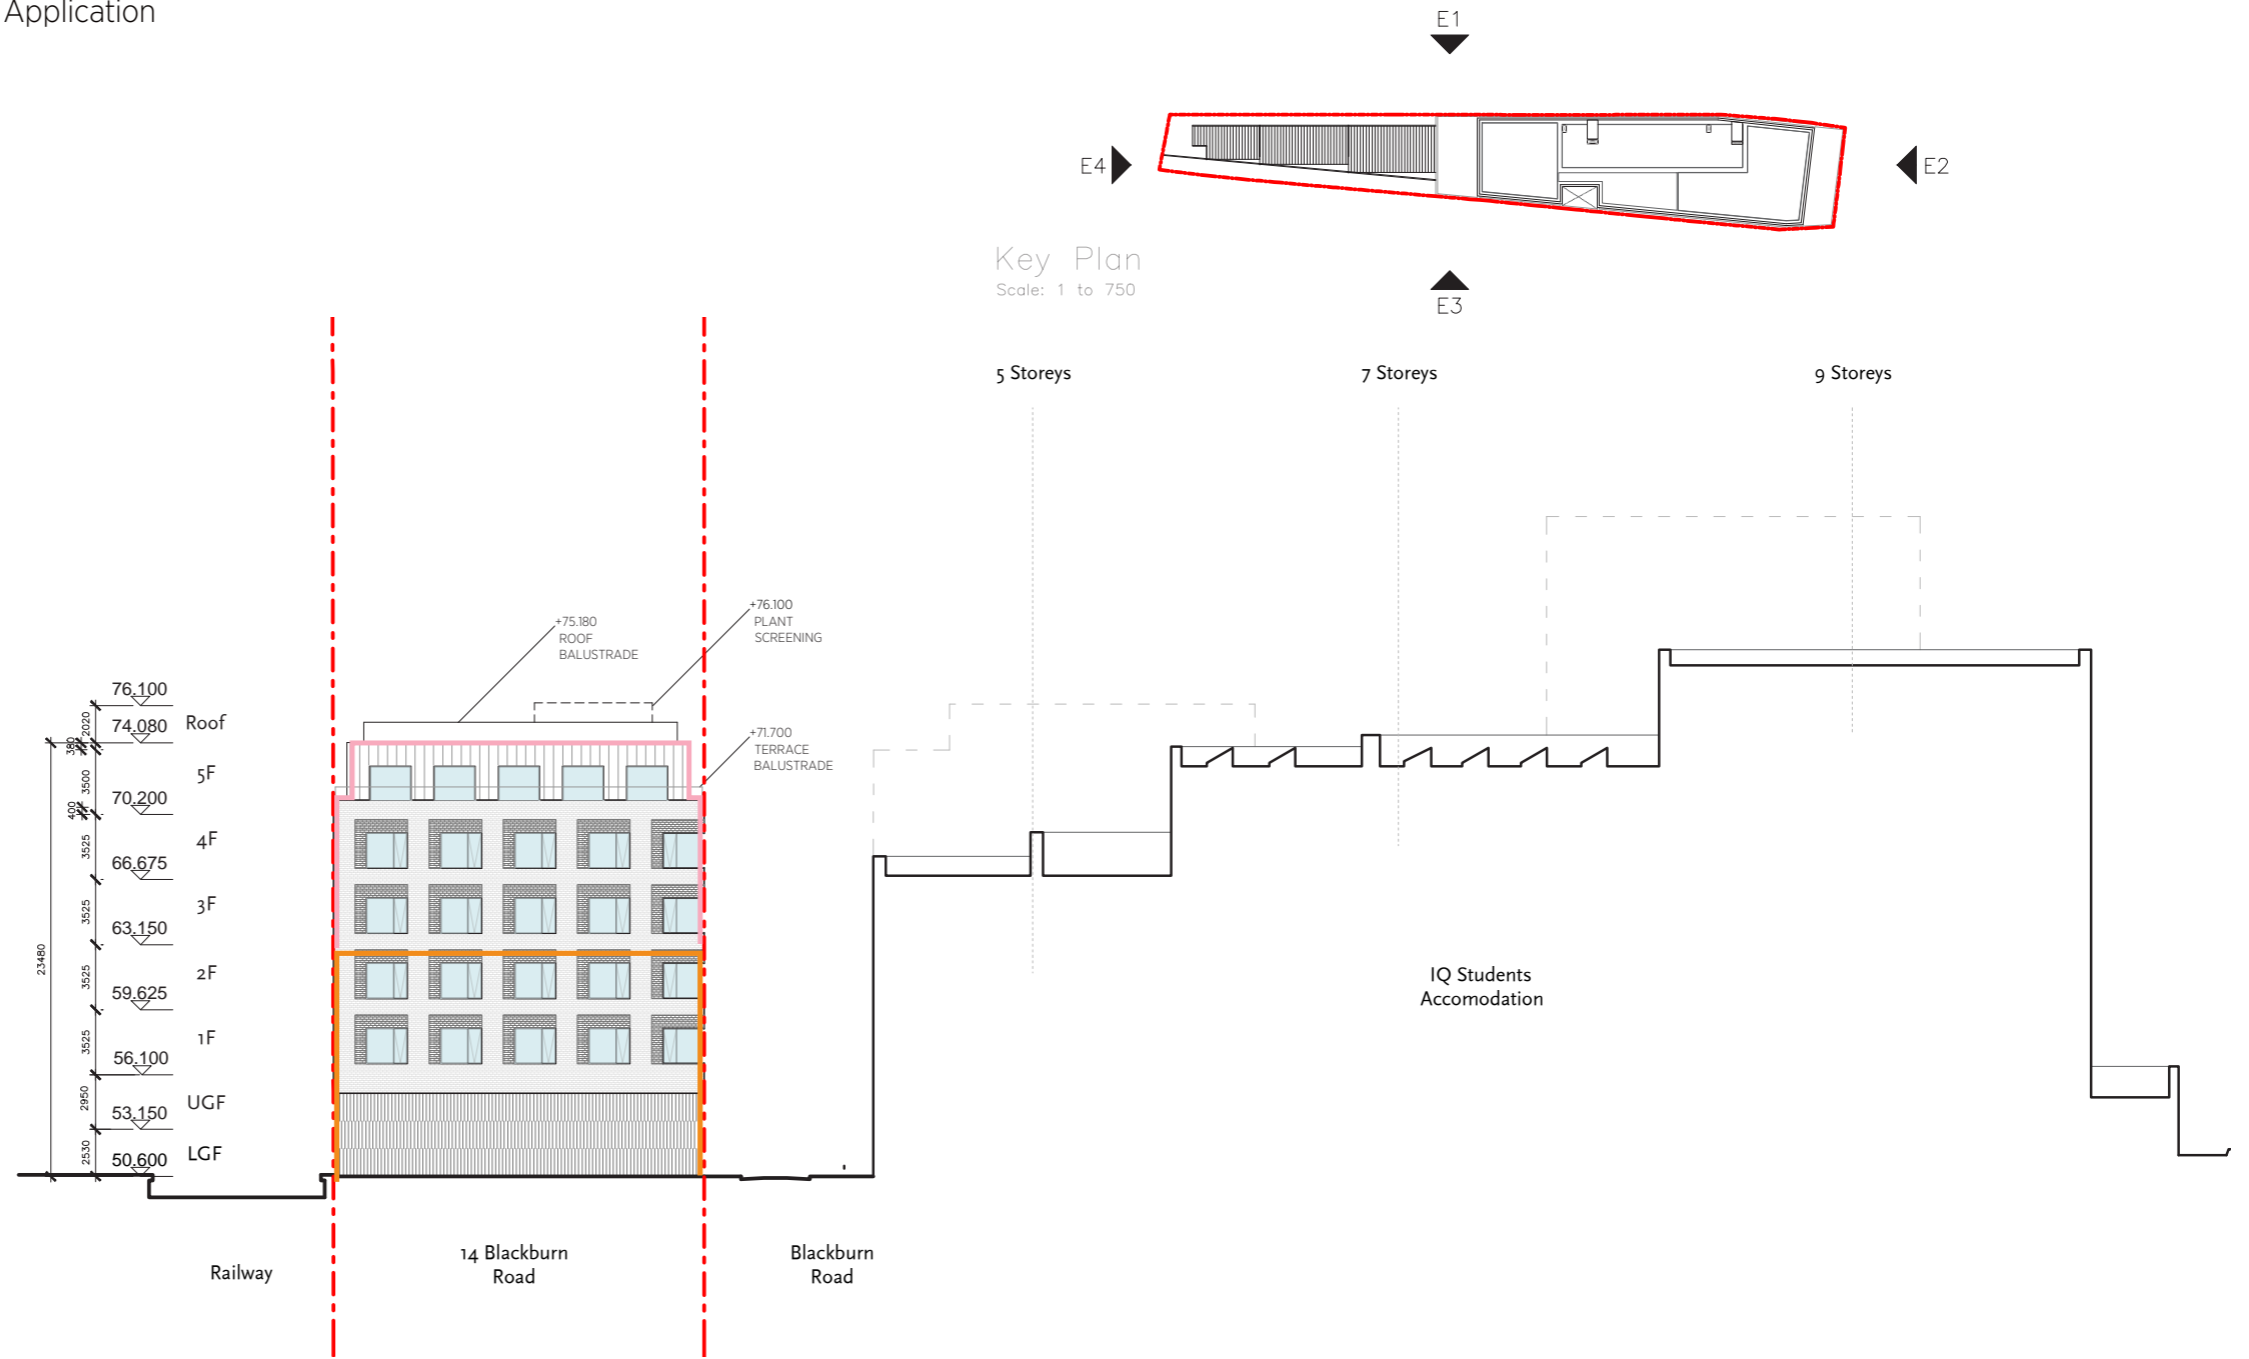 Application
E1
E4
E2
Key Plan
Scale: 1 to 750
E3
5 Storeys
7 Storeys
9 Storeys
+76.100
PLANT
SCREENING
+75.180
ROOF
BALUSTRADE
+71.700
TERRACE
BALUSTRADE
76.100
2020
74.080
Roof
380
3500
5F
70.200
400
3525
4F
66.675
3525
3F
63.150
23480
3525
2F
59.625
3525
1F
56.100
2950
UGF
53.150
2530
LGF
50.600
IQ Students
Accomodation
Railway
14 Blackburn
Road
Blackburn
Road